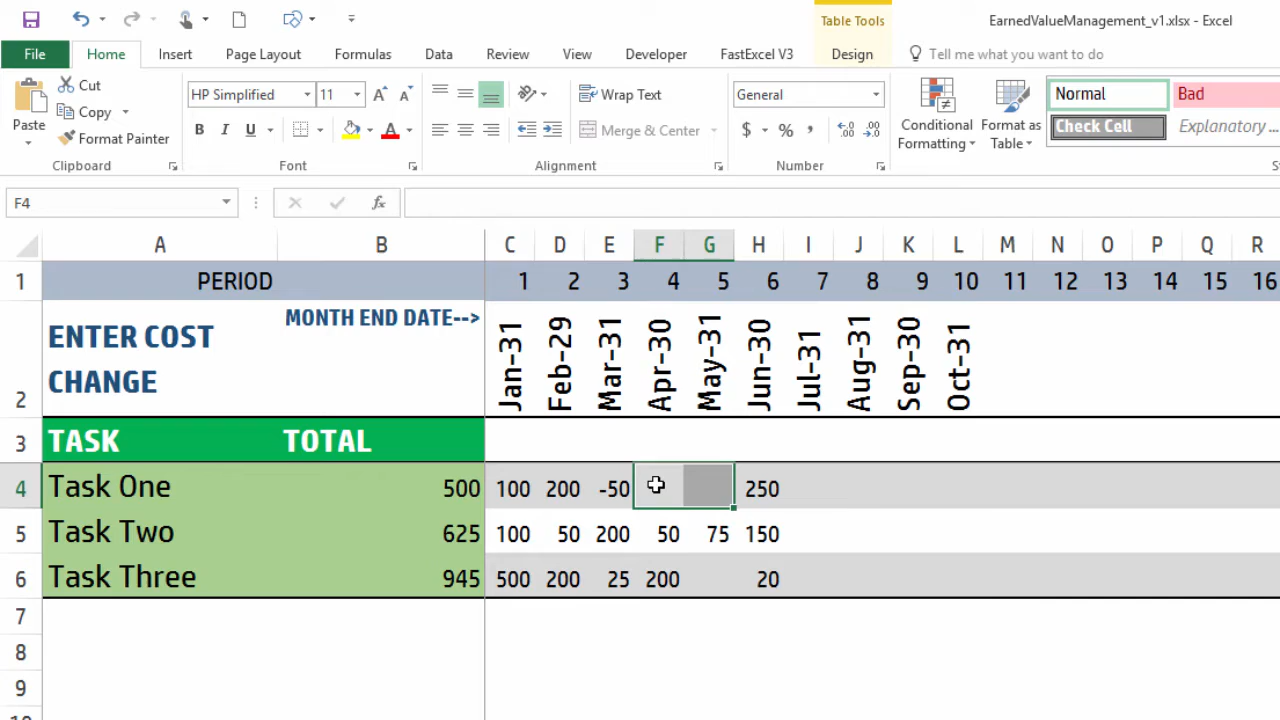 Table Tools
EarnedValueManagement_v1.xlsx - Excel
File Home Insert Page Layout Formulas Data Review View Developer FastExcel V3 Design Tell me what you want to do
Paste
Cut
Copy
Format Painter
Clipboard
HP Simplified 11
B I U
Font
Wrap Text
Merge & Center
Alignment
General
$ % ,
Number
Conditional
Formatting
Format as
Table
Normal Bad
Check Cell Explanatory ...
F4 fx
A B C D E F G H I J K L M N O P Q R
1 PERIOD 1 2 3 4 5 6 7 8 9 10 11 12 13 14 15 16
2 ENTER COST
CHANGE
MONTH END DATE-->
Jan-31 Feb-29 Mar-31 Apr-30 May-31 Jun-30 Jul-31 Aug-31 Sep-30 Oct-31
3 TASK TOTAL
4 Task One 500 100 200 -50 250
5 Task Two 625 100 50 200 50 75 150
6 Task Three 945 500 200 25 200 20
7
8
9